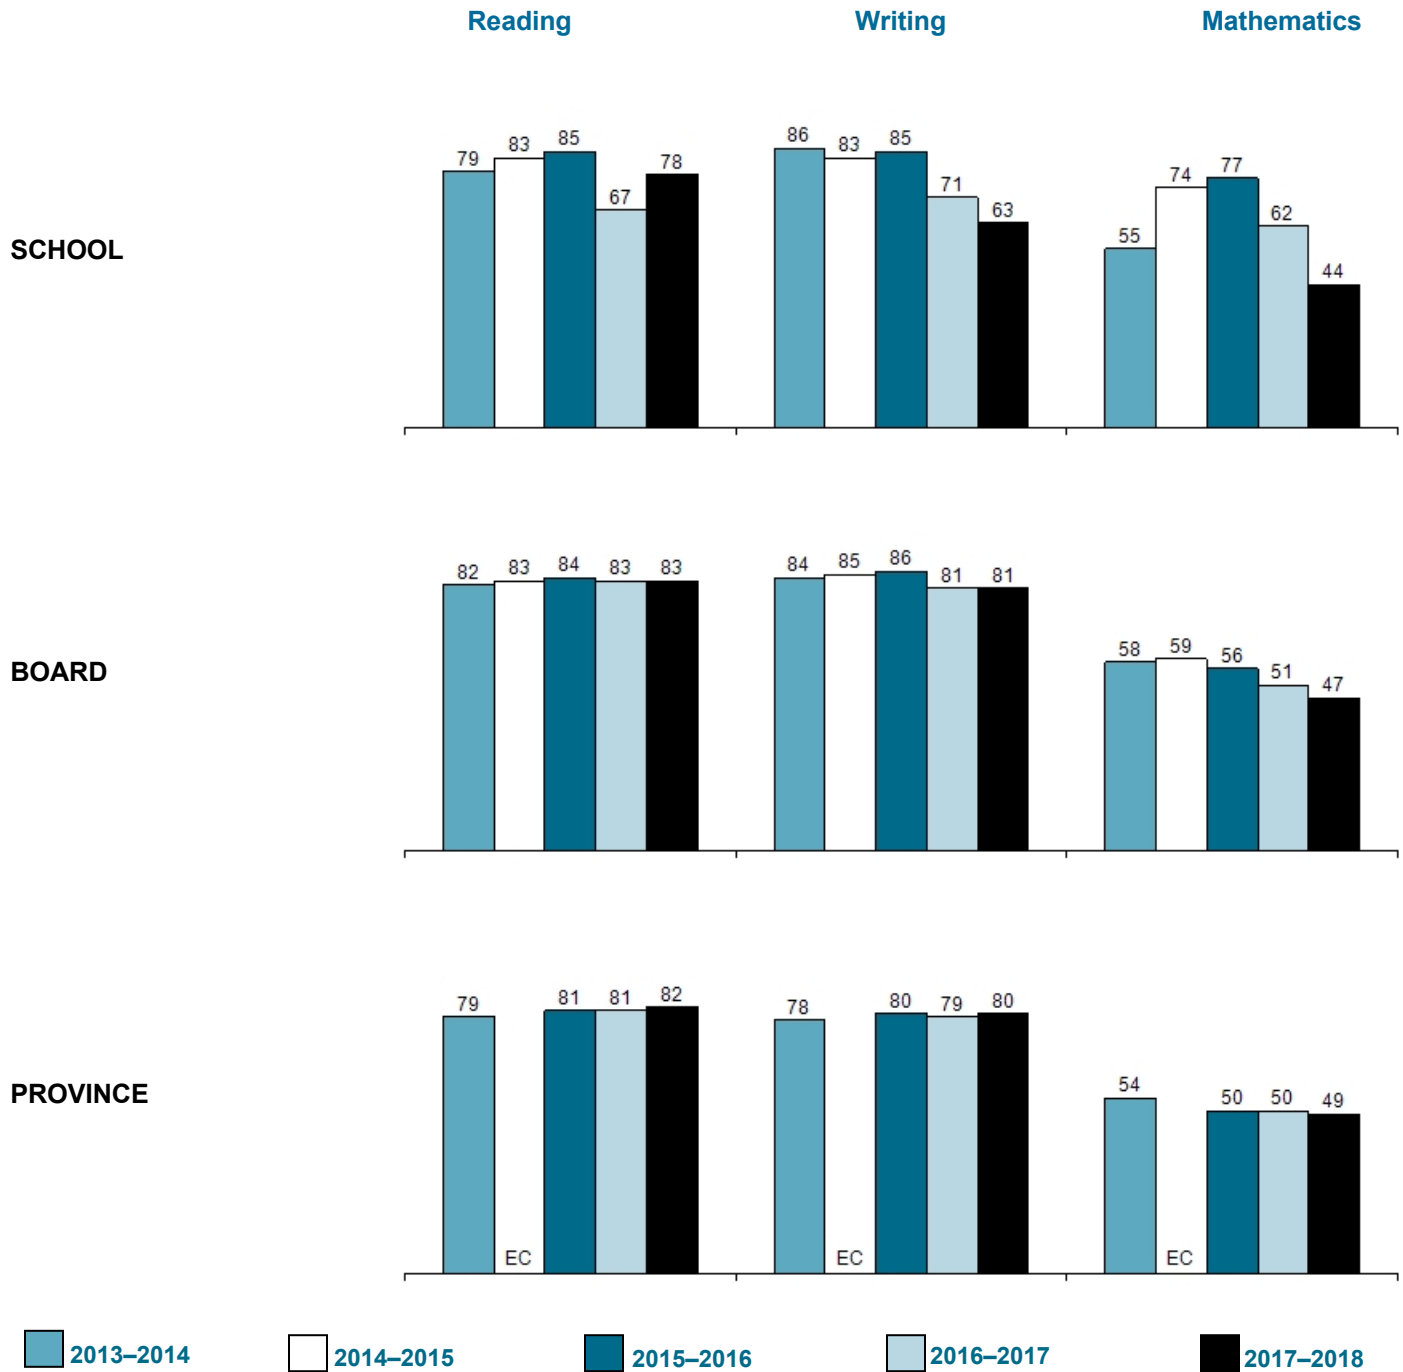 Reading Writing Mathematics
SCHOOL
79 83 85 67 78 86 83 85 71 63 55 74 77 62 44
BOARD
82 83 84 83 83 84 85 86 81 81 58 59 56 51 47
PROVINCE
79 EC 81 81 82 78 EC 80 79 80 54 EC 50 50 49
2013–2014 2014–2015 2015–2016 2016–2017 2017–2018